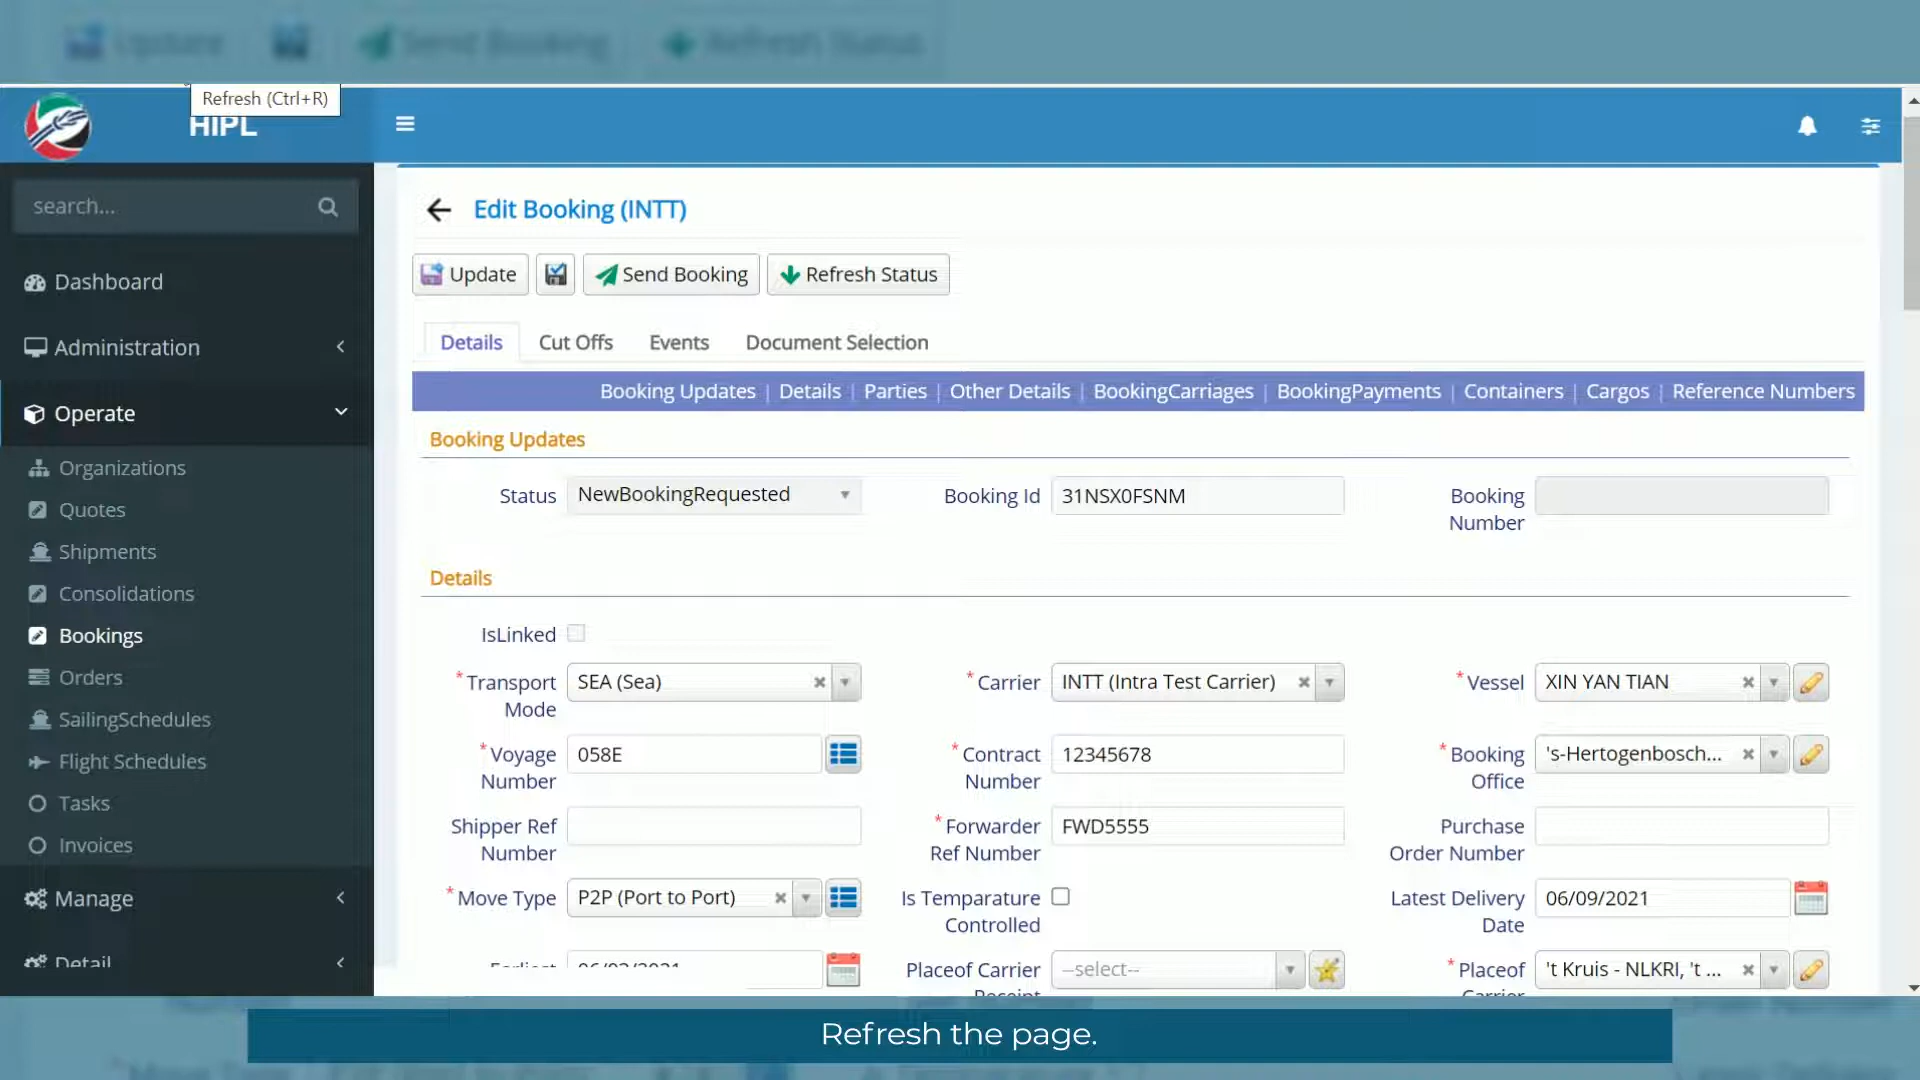 Update Send Booking Refresh Status
Refresh (Ctrl+R)
HIPL
search...
Edit Booking (INTT)
Update Send Booking Refresh Status
Details Cut Offs Events Document Selection
Booking Updates | Details | Parties | Other Details | BookingCarriages | BookingPayments | Containers | Cargos | Reference Numbers
Dashboard
Administration
Operate
Organizations
Quotes
Shipments
Consolidations
Bookings
Orders
SailingSchedules
Flight Schedules
Tasks
Invoices
Manage
Detail
Booking Updates
Status NewBookingRequested Booking Id 31NSX0FSNM Booking
Number
Details
IsLinked
*Transport SEA (Sea) *Carrier INTT (Intra Test Carrier) *Vessel XIN YAN TIAN
Mode
*Voyage 058E *Contract 12345678 *Booking 's-Hertogenbosch...
Number Number Office
Shipper Ref *Forwarder FWD5555 Purchase
Number Ref Number Order Number
*Move Type P2P (Port to Port) Is Temparature Latest Delivery 06/09/2021
Controlled Date
Earliest Placeof Carrier --select-- *Placeof 't Kruis - NLKRI, 't ...
Receipt Carrier
Refresh the page.